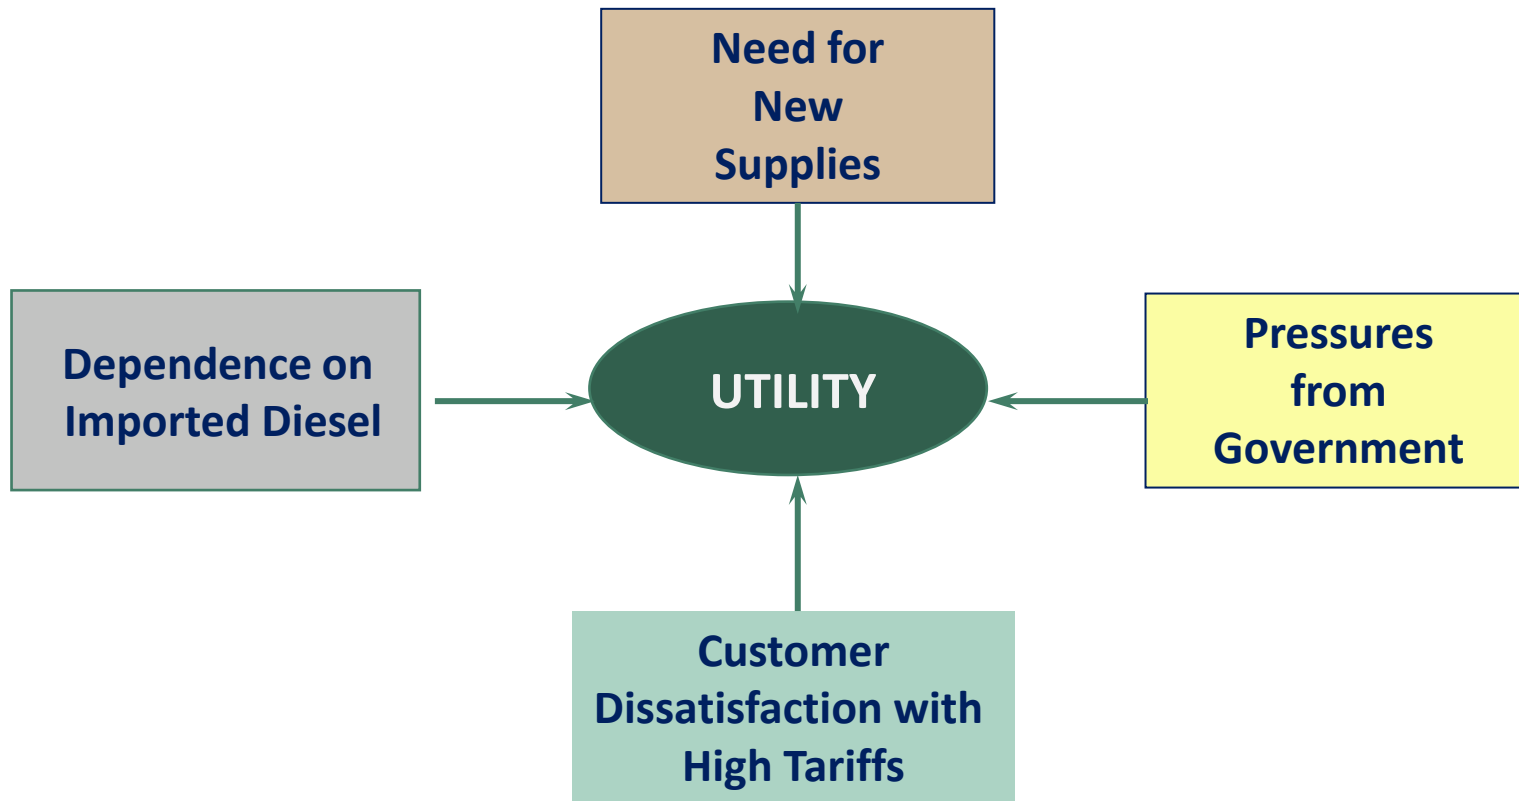 Need for
New
Supplies
Dependence on
Imported Diesel
UTILITY
Pressures
from
Government
Customer
Dissatisfaction with
High Tariffs